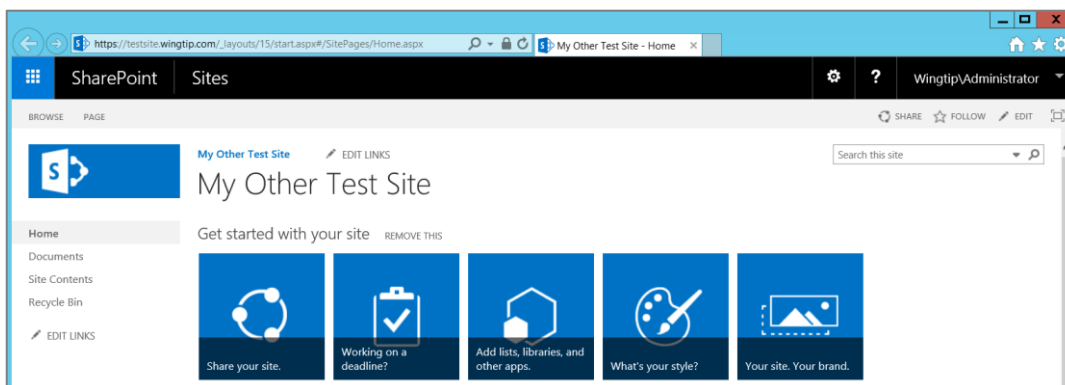 https://testsite.wingtip.com/_layouts/15/start.aspx#/SitePages/Home.aspx
My Other Test Site - Home
SharePoint Sites ? Wingtip\Administrator
BROWSE PAGE SHARE FOLLOW EDIT
My Other Test Site EDIT LINKS
Search this site
S
My Other Test Site
Home
Get started with your site REMOVE THIS
Documents
Site Contents
Recycle Bin
EDIT LINKS
Share your site.
Working on a
deadline?
Add lists, libraries, and
other apps.
What's your style?
Your site. Your brand.